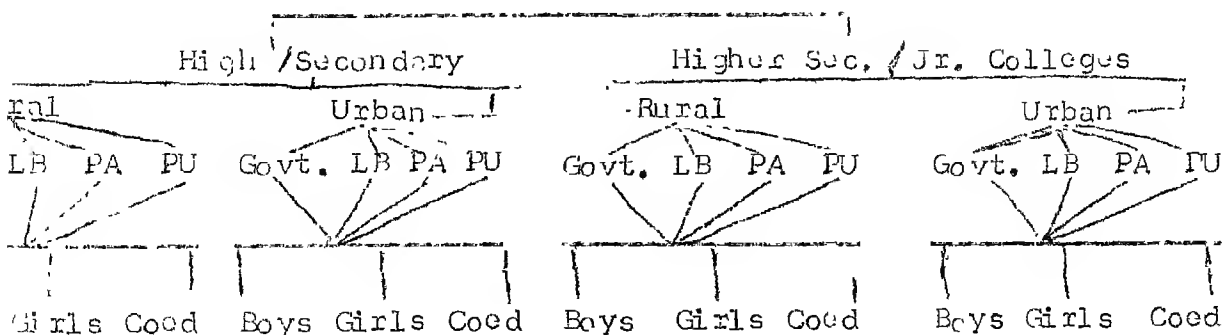 High / Secondary Higher Sec. / Jr. Colleges
ral Urban Rural Urban
LB PA PU Govt. LB PA PU Govt. LB PA PU Govt. LB PA PU
Girls Coed Boys Girls Coed Boys Girls Coed Boys Girls Coed